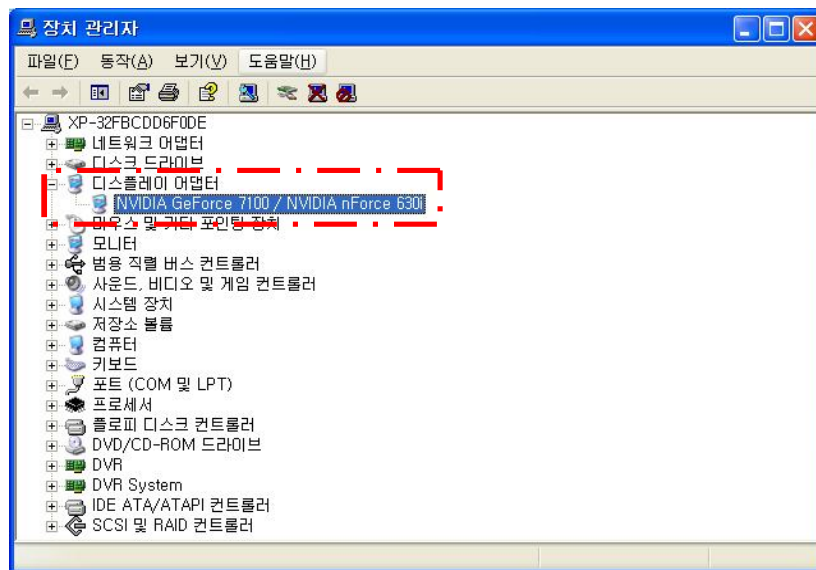 장치 관리자
파일(F) 동작(A) 보기(V) 도움말(H)
XP-32FBCDD6F0DE
네트워크 어댑터
디스크 드라이브
디스플레이 어댑터
NVIDIA GeForce 7100 / NVIDIA nForce 630i
마우스 및 기타 포인팅 장치
모니터
범용 직렬 버스 컨트롤러
사운드, 비디오 및 게임 컨트롤러
시스템 장치
저장소 볼륨
컴퓨터
키보드
포트 (COM 및 LPT)
프로세서
플로피 디스크 컨트롤러
DVD/CD-ROM 드라이브
DVR
DVR System
IDE ATA/ATAPI 컨트롤러
SCSI 및 RAID 컨트롤러